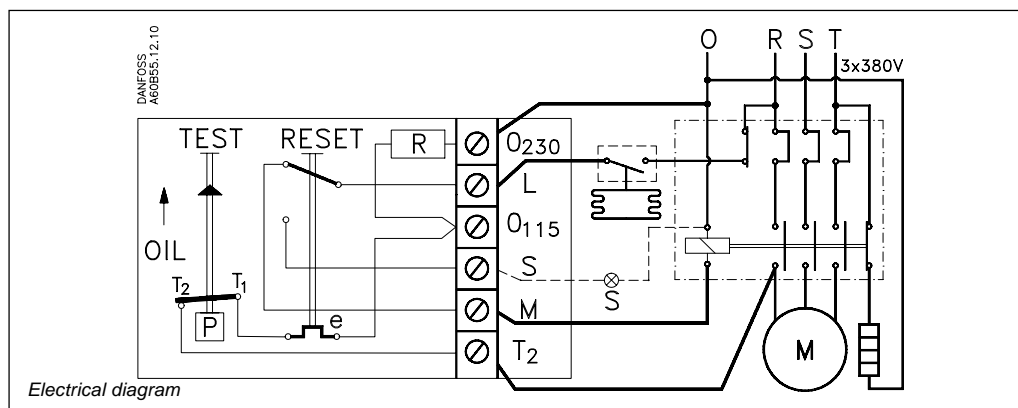 DANFOSS
A60B55.12.10
O R S T
3x380V
TEST RESET
R
O230
L
O115
OIL
S
S
T2 T1
P
e
M
M
T2
Electrical diagram